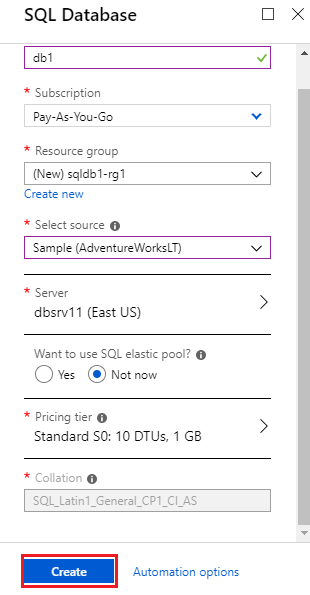 SQL Database
db1
* Subscription
Pay-As-You-Go
* Resource group
(New) sqldb1-rg1
Create new
* Select source
Sample (AdventureWorksLT)
* Server
dbsrv11 (East US)
Want to use SQL elastic pool?
Yes Not now
* Pricing tier
Standard S0: 10 DTUs, 1 GB
* Collation
SQL_Latin1_General_CP1_CI_AS
Create Automation options